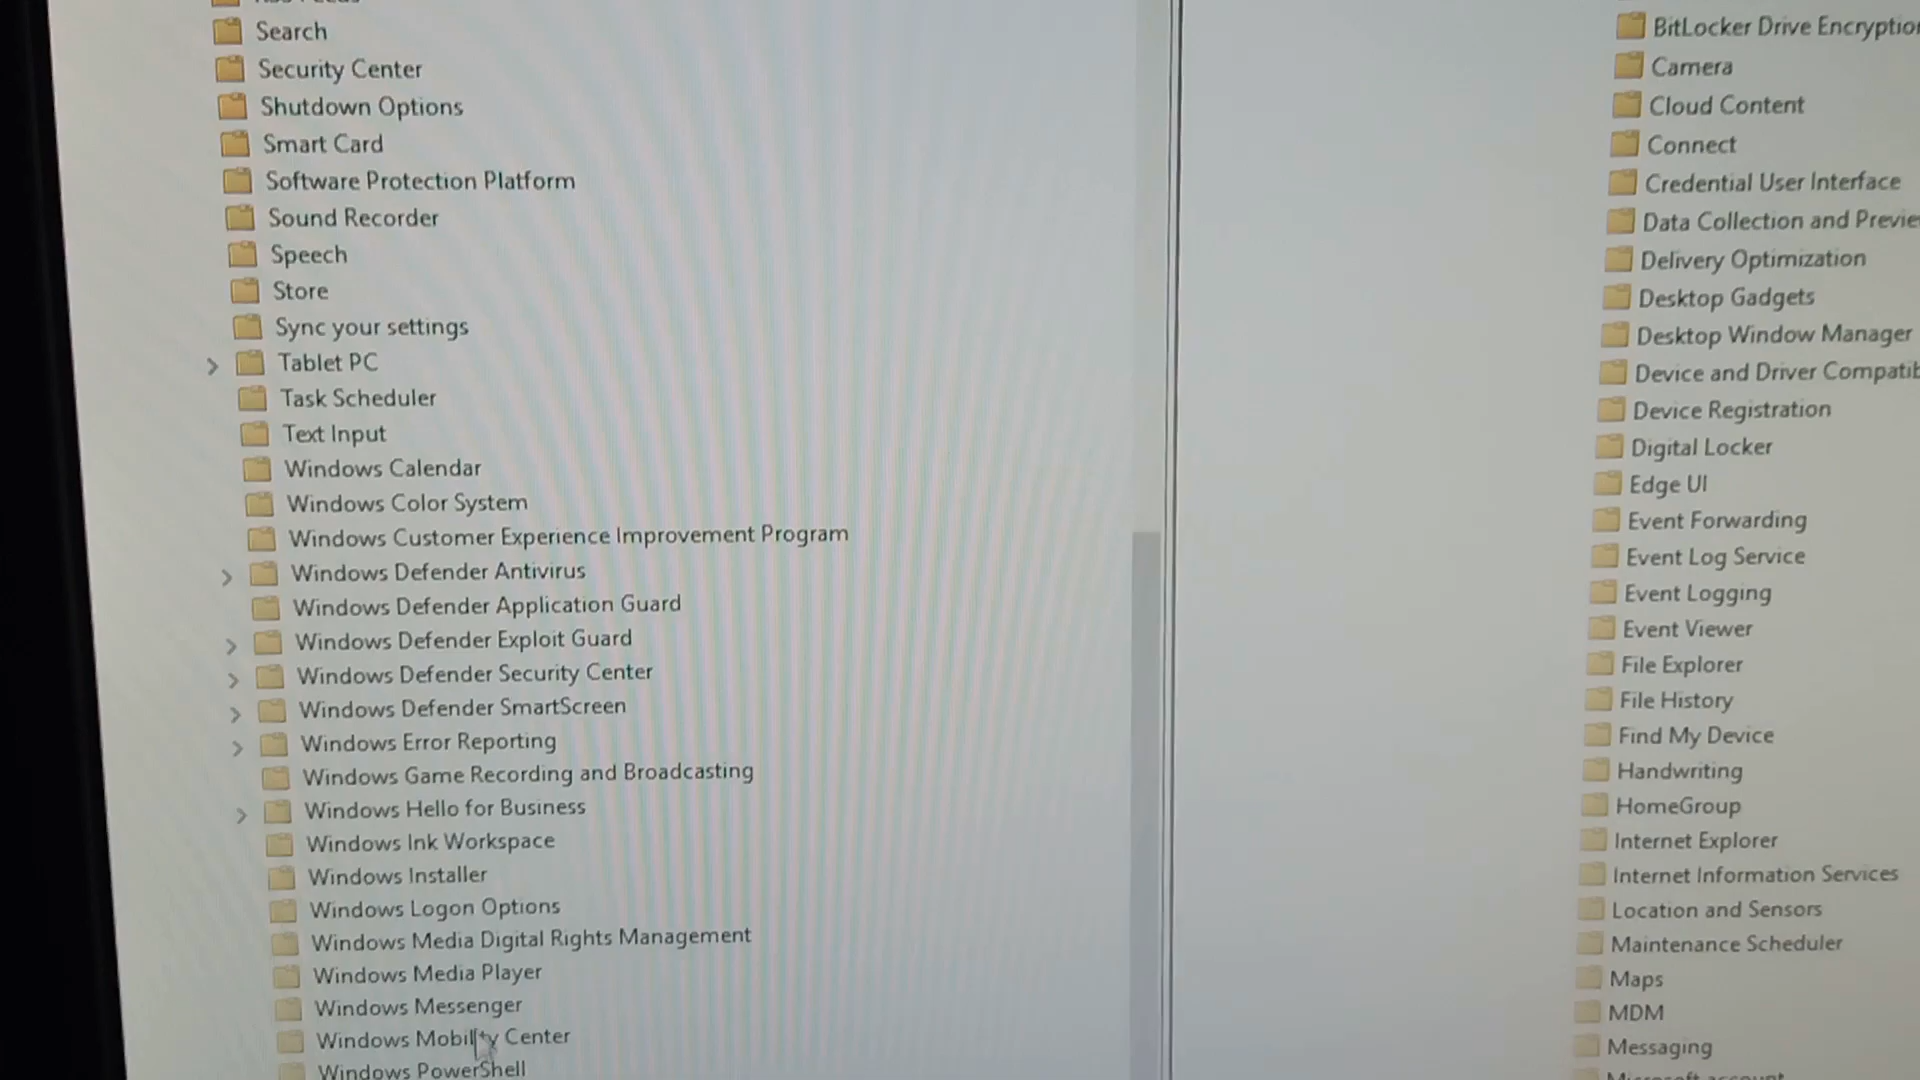 Search
Security Center
Shutdown Options
Smart Card
Software Protection Platform
Sound Recorder
Speech
Store
Sync your settings
Tablet PC
Task Scheduler
Text Input
Windows Calendar
Windows Color System
Windows Customer Experience Improvement Program
Windows Defender Antivirus
Windows Defender Application Guard
Windows Defender Exploit Guard
Windows Defender Security Center
Windows Defender SmartScreen
Windows Error Reporting
Windows Game Recording and Broadcasting
Windows Hello for Business
Windows Ink Workspace
Windows Installer
Windows Logon Options
Windows Media Digital Rights Management
Windows Media Player
Windows Messenger
Windows Mobility Center
Windows PowerShell
BitLocker Drive Encryption
Camera
Cloud Content
Connect
Credential User Interface
Data Collection and Previe
Delivery Optimization
Desktop Gadgets
Desktop Window Manager
Device and Driver Compatib
Device Registration
Digital Locker
Edge UI
Event Forwarding
Event Log Service
Event Logging
Event Viewer
File Explorer
File History
Find My Device
Handwriting
HomeGroup
Internet Explorer
Internet Information Services
Location and Sensors
Maintenance Scheduler
Maps
MDM
Messaging